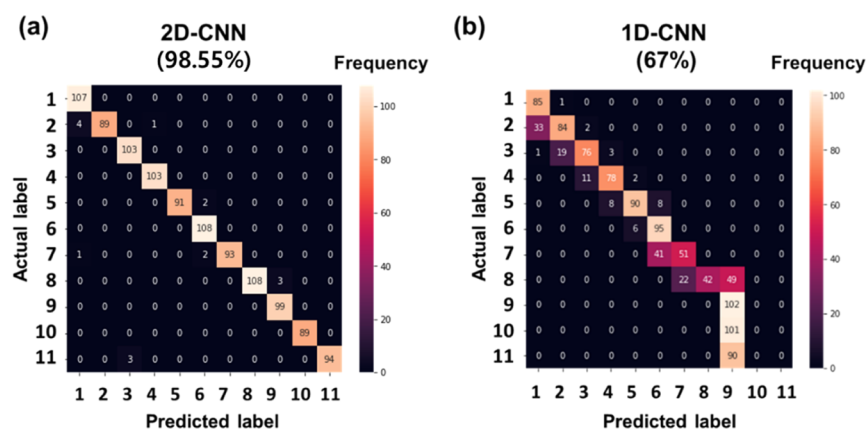 (a)
2D-CNN
(98.55%)
Frequency
1 107 0 0 0 0 0 0 0 0 0 0
2 4 89 0 1 0 0 0 0 0 0 0
3 0 0 103 0 0 0 0 0 0 0 0
4 0 0 0 103 0 0 0 0 0 0 0
5 0 0 0 0 91 2 0 0 0 0 0
6 0 0 0 0 0 108 0 0 0 0 0
7 1 0 0 0 0 2 93 0 0 0 0
8 0 0 0 0 0 0 0 108 3 0 0
9 0 0 0 0 0 0 0 0 99 0 0
10 0 0 0 0 0 0 0 0 0 89 0
11 0 0 3 0 0 0 0 0 0 0 94
1 2 3 4 5 6 7 8 9 10 11
Actual label
Predicted label
100
80
60
40
20
0
(b)
1D-CNN
(67%)
Frequency
1 85 1 0 0 0 0 0 0 0 0 0
2 33 84 2 0 0 0 0 0 0 0 0
3 1 19 76 3 0 0 0 0 0 0 0
4 0 0 11 78 2 0 0 0 0 0 0
5 0 0 0 8 90 8 0 0 0 0 0
6 0 0 0 0 6 95 0 0 0 0 0
7 0 0 0 0 0 41 51 0 0 0 0
8 0 0 0 0 0 0 22 42 49 0 0
9 0 0 0 0 0 0 0 0 102 0 0
10 0 0 0 0 0 0 0 0 101 0 0
11 0 0 0 0 0 0 0 0 90 0 0
1 2 3 4 5 6 7 8 9 10 11
Actual label
Predicted label
100
80
60
40
20
0